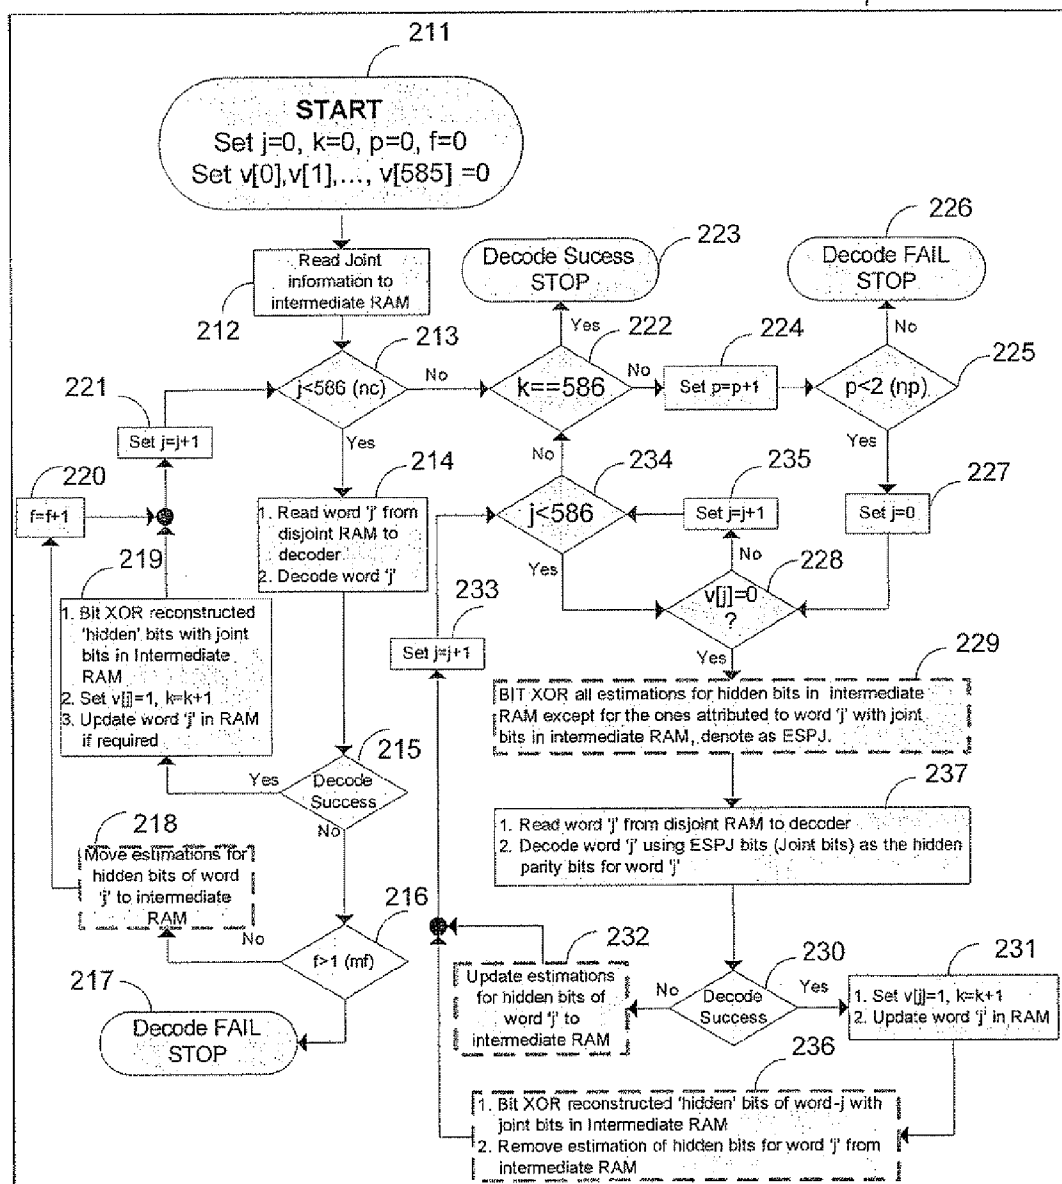 211
START
Set j=0, k=0, p=0, f=0
Set v[0],v[1],..., v[585] =0
Read Joint
information to
intermediate RAM
212
213
j<586 (nc)
No
Yes
223
Decode Sucess
STOP
Yes
222
k==586
No
224
Set p=p+1
226
Decode FAIL
STOP
No
225
p<2 (np)
Yes
227
Set j=0
221
Set j=j+1
220
f=f+1
214
1. Read word 'j' from
disjoint RAM to
decoder
2. Decode word 'j'
No
234
j<586
Yes
235
Set j=j+1
No
228
v[j]=0
?
Yes
233
Set j=j+1
219
1. Bit XOR reconstructed
'hidden' bits with joint
bits in Intermediate
RAM
2. Set v[j]=1, k=k+1
3. Update word 'j' in RAM
if required
229
BIT XOR all estimations for hidden bits in intermediate
RAM except for the ones attributed to word 'j' with joint
bits in intermediate RAM, denote as ESPJ.
215
Decode
Success
Yes
No
237
1. Read word 'j' from disjoint RAM to decoder
2. Decode word 'j' using ESPJ bits (Joint bits) as the hidden
parity bits for word 'j'
218
Move estimations for
hidden bits of word
'j' to intermediate
RAM
No
216
f>1 (mf)
217
Decode FAIL
STOP
232
Update estimations
for hidden bits of
word 'j' to
intermediate RAM
No
230
Decode
Success
Yes
231
1. Set v[j]=1, k=k+1
2. Update word 'j' in RAM
236
1. Bit XOR reconstructed 'hidden' bits of word-j with
joint bits in Intermediate RAM
2. Remove estimation of hidden bits for word 'j' from
intermediate RAM